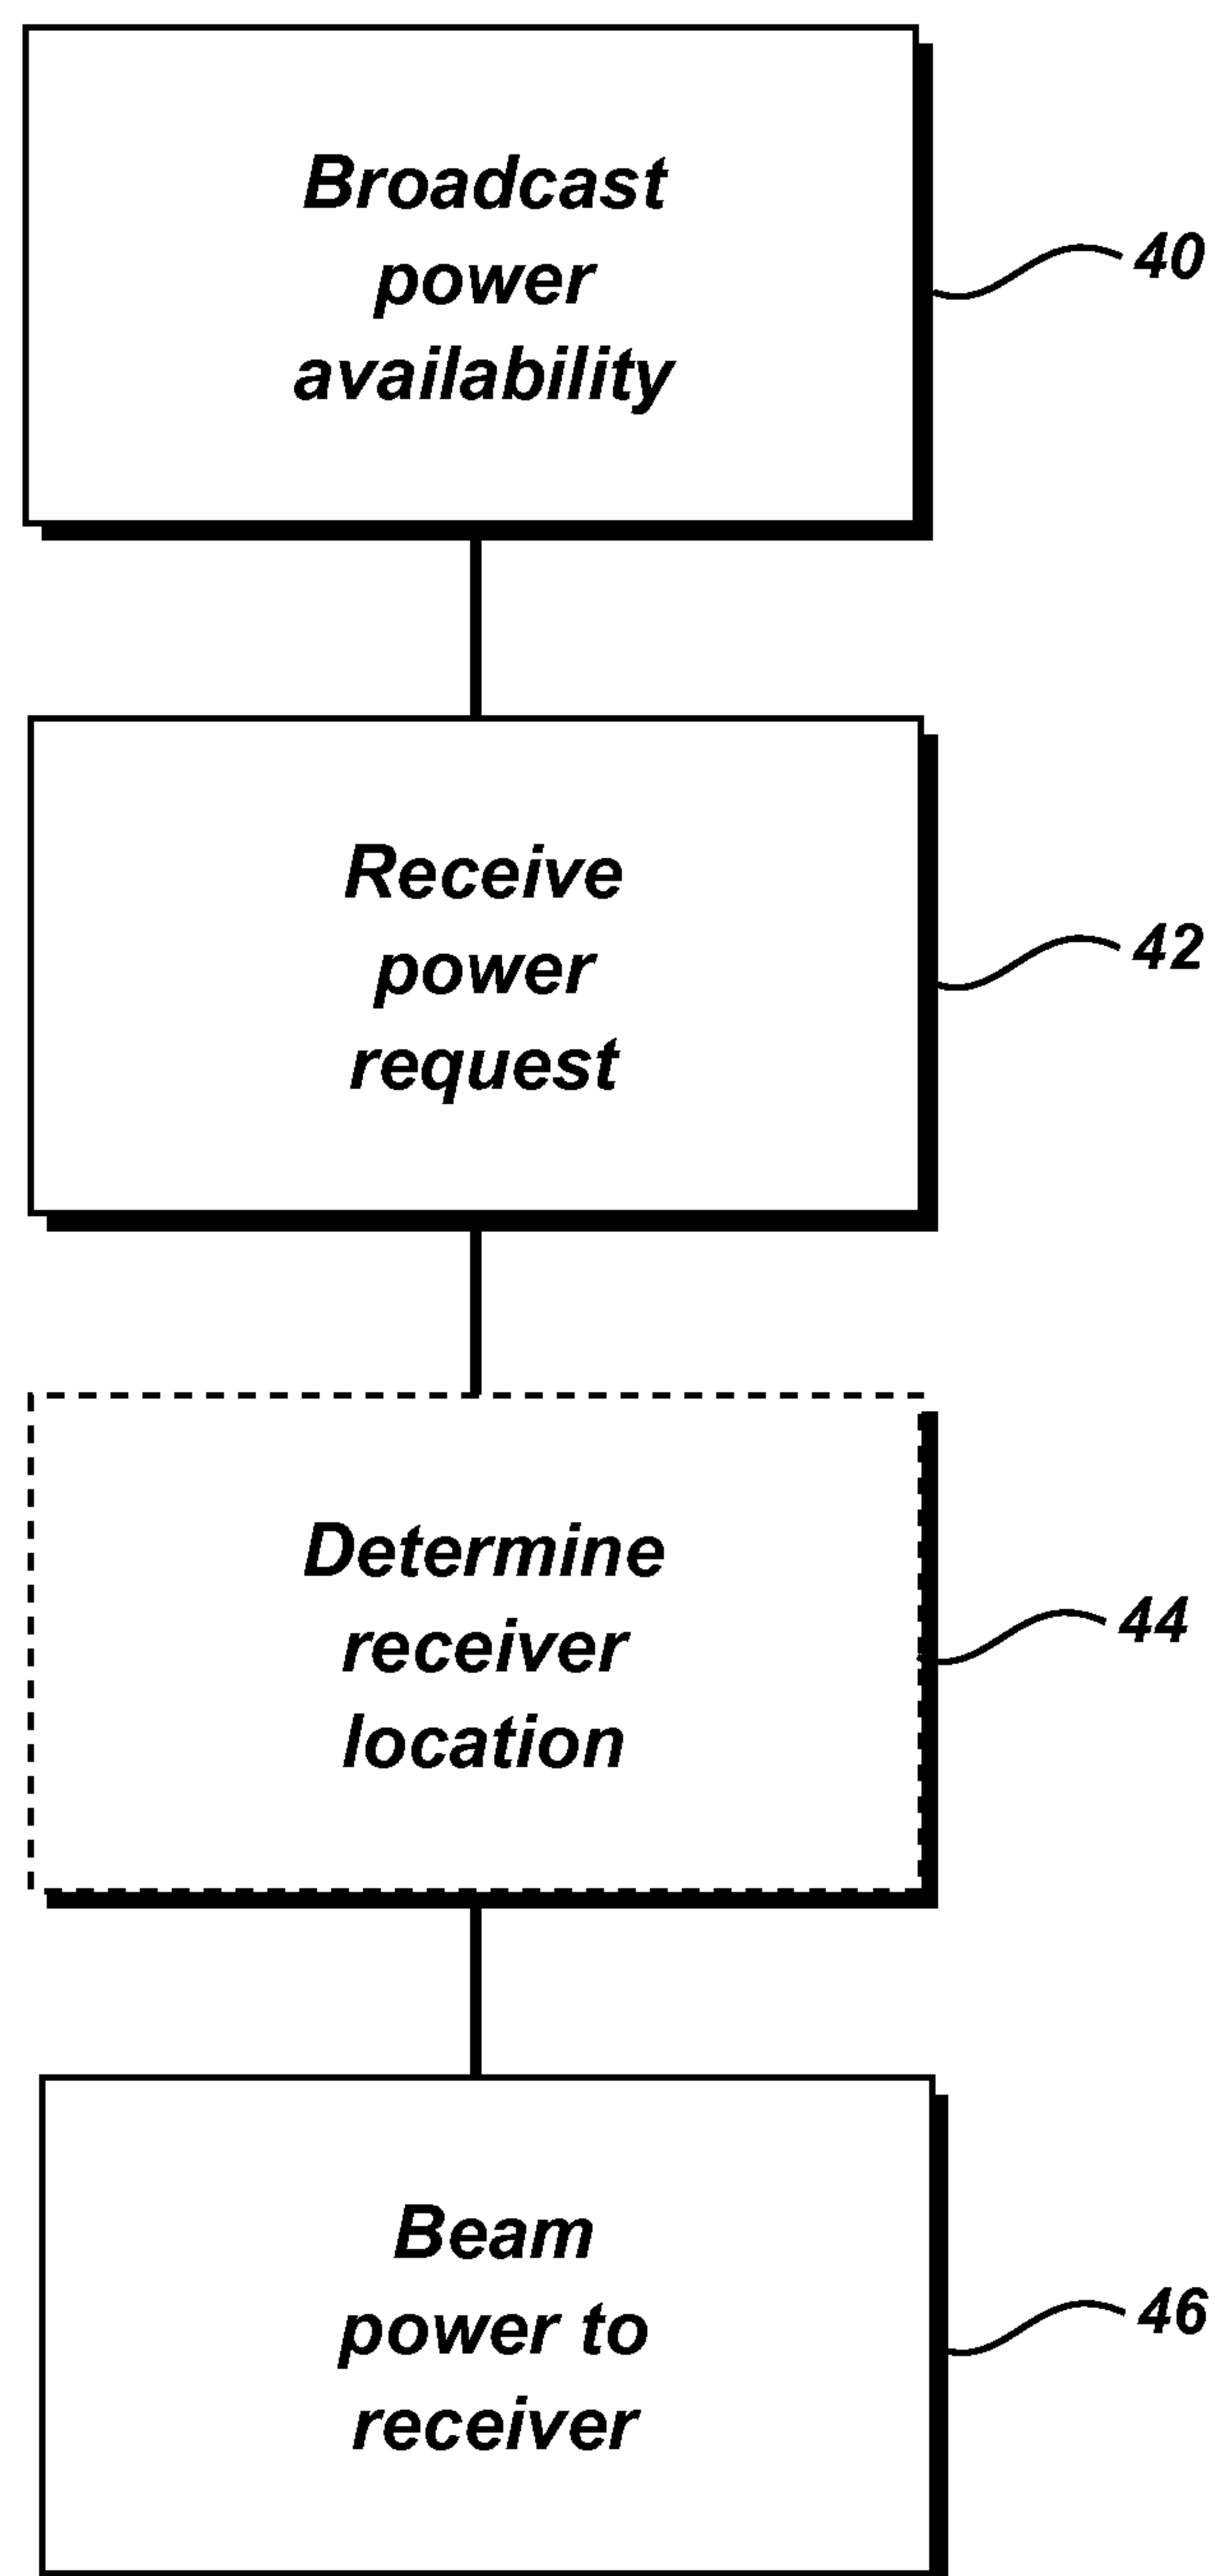 Broadcast
power
availability
40
Receive
power
request
42
Determine
receiver
location
44
Beam
power to
receiver
46